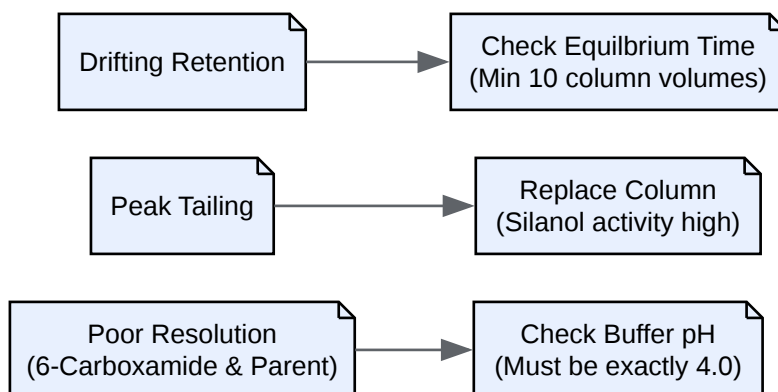 Drifting Retention
Check Equilbrium Time
(Min 10 column volumes)
Peak Tailing
Replace Column
(Silanol activity high)
Poor Resolution
(6-Carboxamide & Parent)
Check Buffer pH
(Must be exactly 4.0)